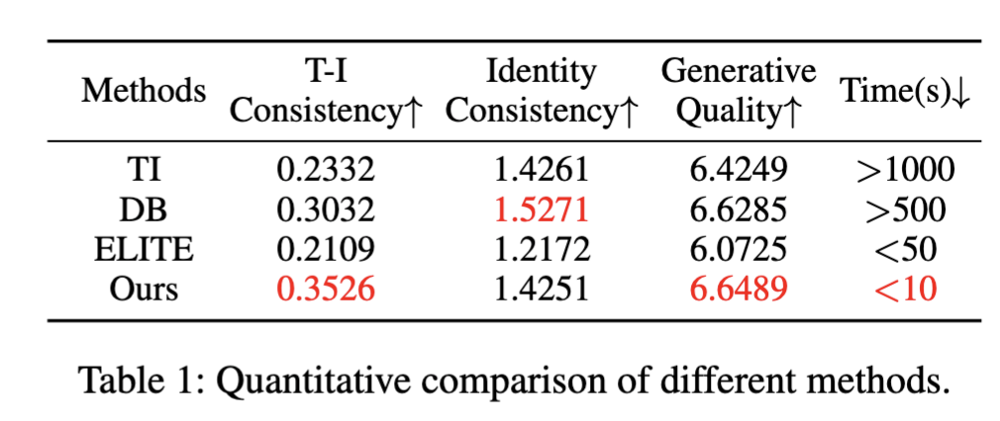 Methods T-I Consistency↑ Identity Consistency↑ Generative Quality↑ Time(s)↓
TI 0.2332 1.4261 6.4249 >1000
DB 0.3032 1.5271 6.6285 >500
ELITE 0.2109 1.2172 6.0725 <50
Ours 0.3526 1.4251 6.6489 <10
Table 1: Quantitative comparison of different methods.